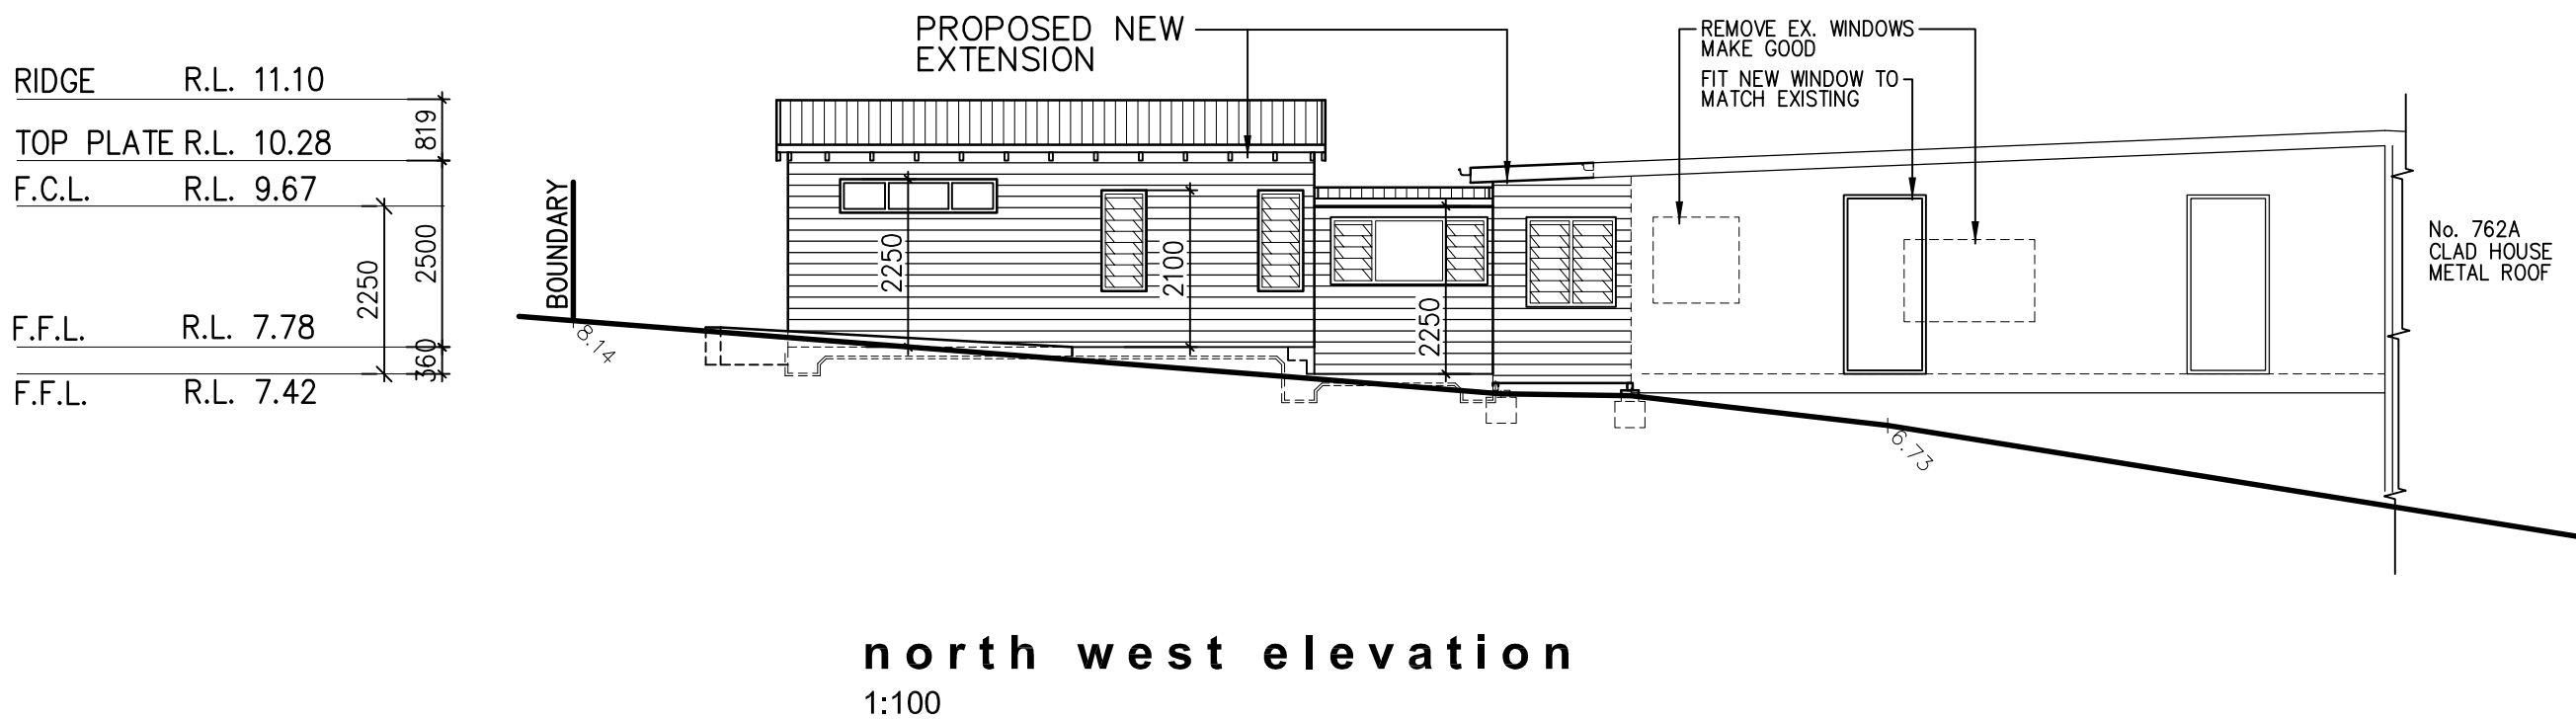 PROPOSED NEW
EXTENSION
REMOVE EX. WINDOWS
MAKE GOOD
FIT NEW WINDOW TO
MATCH EXISTING
RIDGE R.L. 11.10
TOP PLATE R.L. 10.28
F.C.L. R.L. 9.67
F.F.L. R.L. 7.78
F.F.L. R.L. 7.42
819
2500
2250
360
BOUNDARY
8.14
2250
2100
2250
6.73
No. 762A
CLAD HOUSE
METAL ROOF
north west elevation
1:100